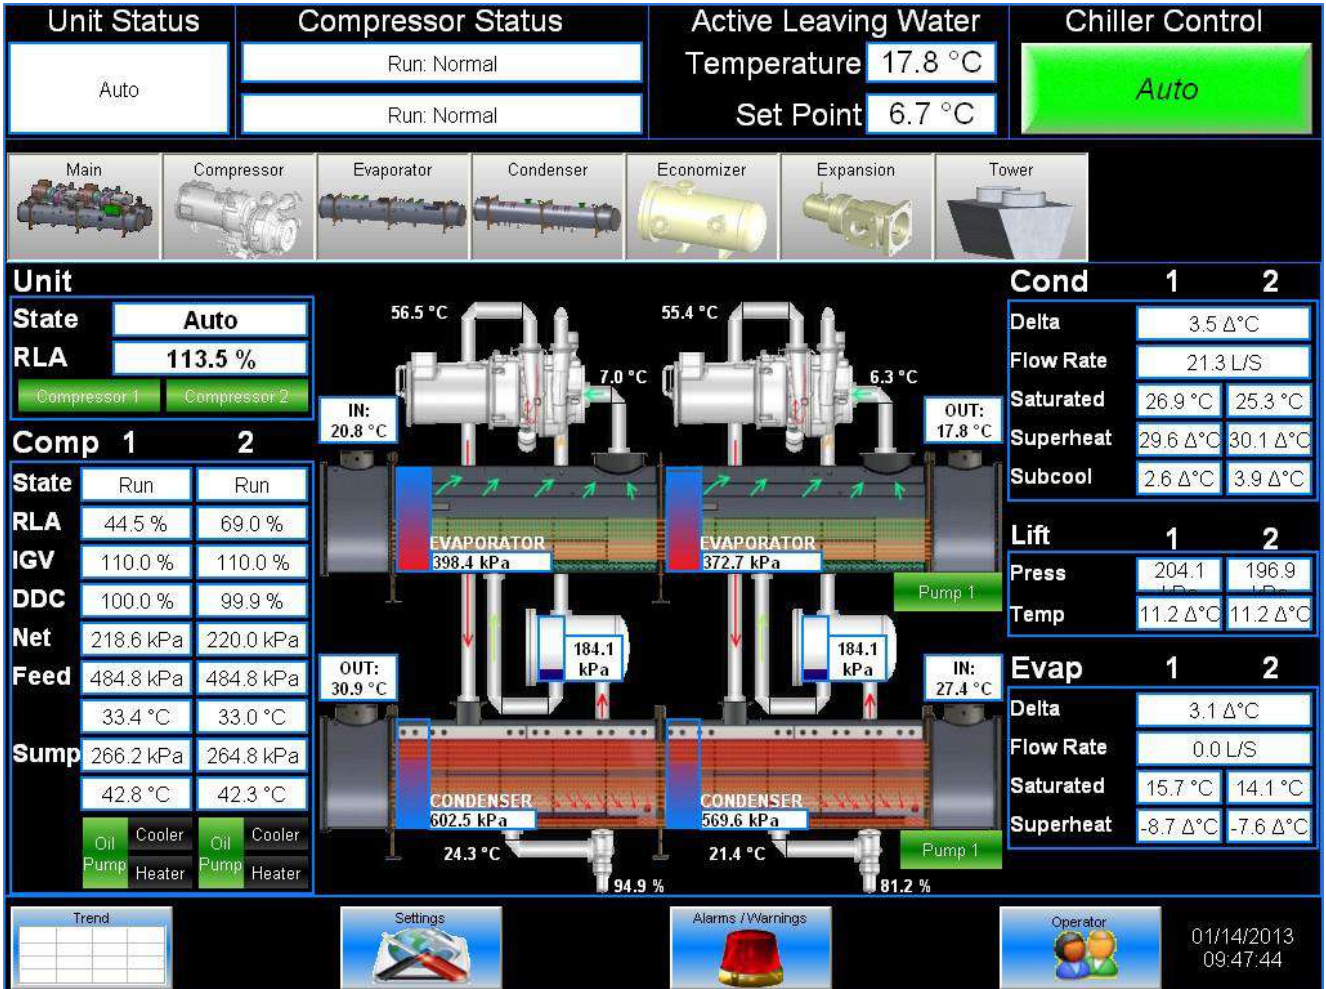 Unit Status
Compressor Status
Active Leaving Water
Chiller Control
Auto
Run: Normal
Run: Normal
Temperature 17.8 °C
Set Point 6.7 °C
Auto
Main
Compressor
Evaporator
Condenser
Economizer
Expansion
Tower
Unit
State Auto
RLA 113.5 %
Compressor 1 Compressor 2
Comp 1 2
State Run Run
RLA 44.5 % 69.0 %
IGV 110.0 % 110.0 %
DDC 100.0 % 99.9 %
Net 218.6 kPa 220.0 kPa
Feed 484.8 kPa 484.8 kPa
33.4 °C 33.0 °C
Sump 266.2 kPa 264.8 kPa
42.8 °C 42.3 °C
Oil Pump Cooler Heater
Oil Pump Cooler Heater
56.5 °C
55.4 °C
7.0 °C
6.3 °C
IN:
20.8 °C
OUT:
17.8 °C
EVAPORATOR
398.4 kPa
EVAPORATOR
372.7 kPa
Pump 1
184.1
kPa
184.1
kPa
OUT:
30.9 °C
IN:
27.4 °C
CONDENSER
602.5 kPa
CONDENSER
569.6 kPa
24.3 °C
21.4 °C
Pump 1
94.9 %
81.2 %
Cond 1 2
Delta 3.5 Δ°C
Flow Rate 21.3 L/S
Saturated 26.9 °C 25.3 °C
Superheat 29.6 Δ°C 30.1 Δ°C
Subcool 2.6 Δ°C 3.9 Δ°C
Lift 1 2
Press 204.1 kPa 196.9 kPa
Temp 11.2 Δ°C 11.2 Δ°C
Evap 1 2
Delta 3.1 Δ°C
Flow Rate 0.0 L/S
Saturated 15.7 °C 14.1 °C
Superheat -8.7 Δ°C -7.6 Δ°C
Trend
Settings
Alarms / Warnings
Operator
01/14/2013
09:47:44